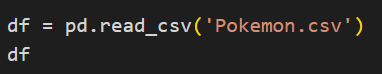 df = pd.read_csv('Pokemon.csv')
df